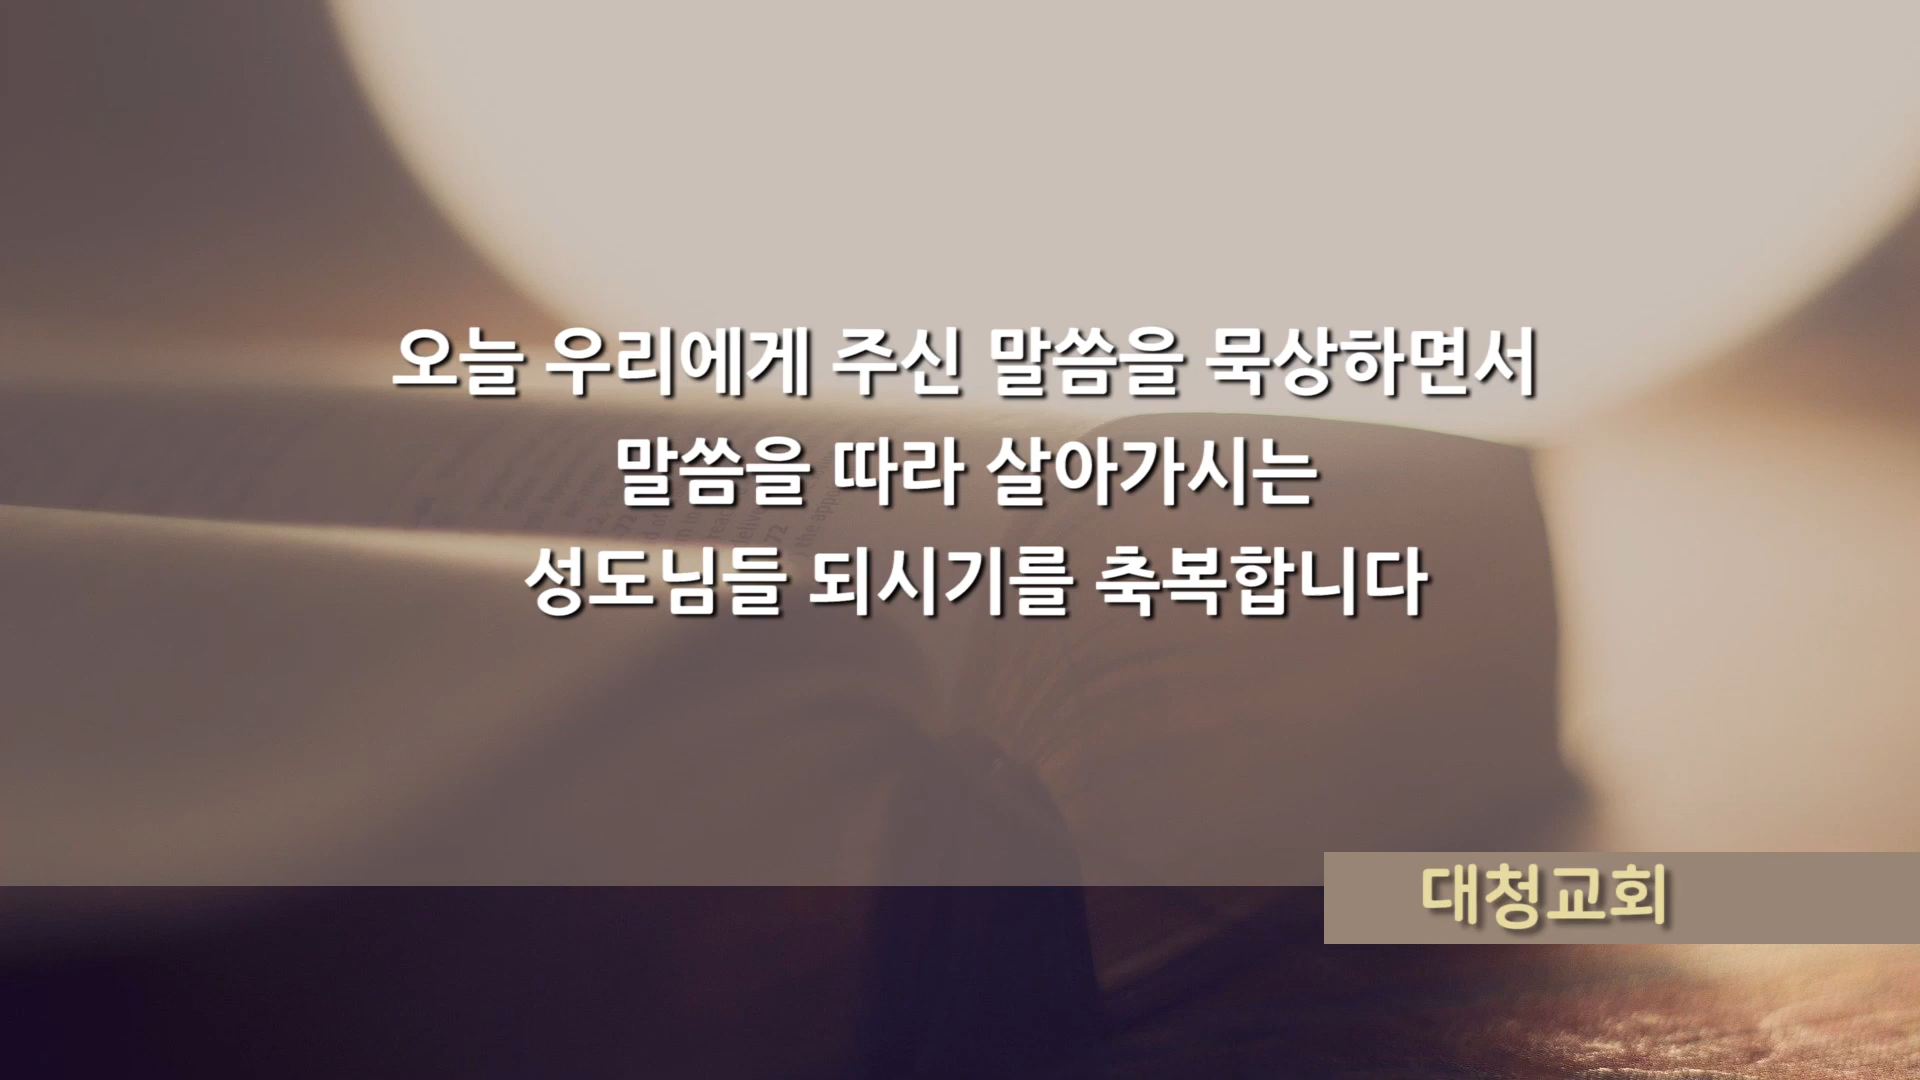 오늘 우리에게 주신 말씀을 묵상하면서
말씀을 따라 살아가시는
성도님들 되시기를 축복합니다
대청교회